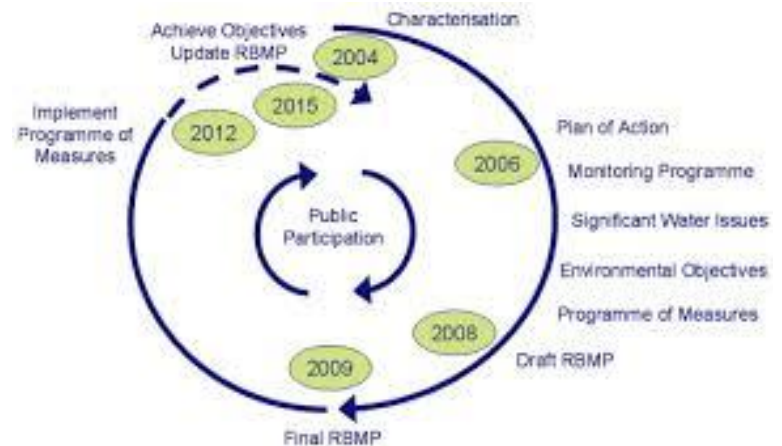 Characterisation
Achieve Objectives
Update RBMP
2004
2015
2012
Implement
Programme of
Measures
Plan of Action
2006
Monitoring Programme
Significant Water Issues
Public
Participation
Environmental Objectives
Programme of Measures
2008
Draft RBMP
2009
Final RBMP